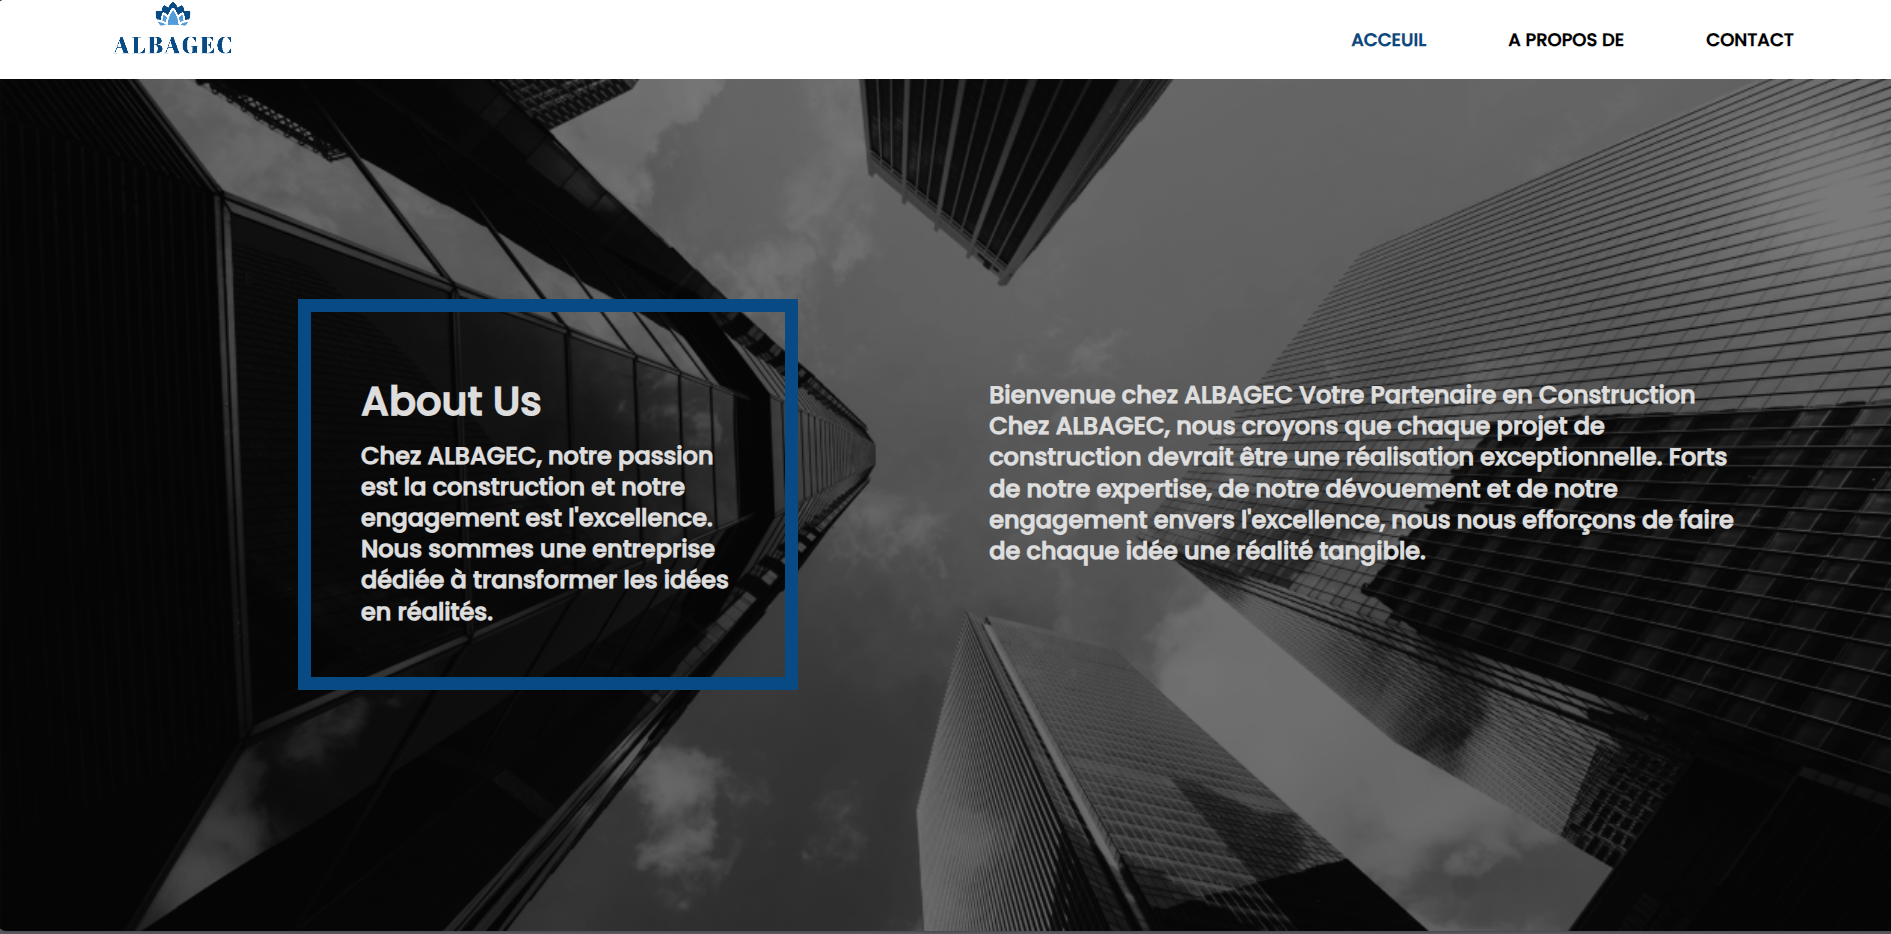 ALBAGEC
ACCEUIL
A PROPOS DE
CONTACT
About Us
Chez ALBAGEC, notre passion
est la construction et notre
engagement est l'excellence.
Nous sommes une entreprise
dédiée à transformer les idées
en réalités.
Bienvenue chez ALBAGEC Votre Partenaire en Construction
Chez ALBAGEC, nous croyons que chaque projet de
construction devrait être une réalisation exceptionnelle. Forts
de notre expertise, de notre dévouement et de notre
engagement envers l'excellence, nous nous efforçons de faire
de chaque idée une réalité tangible.